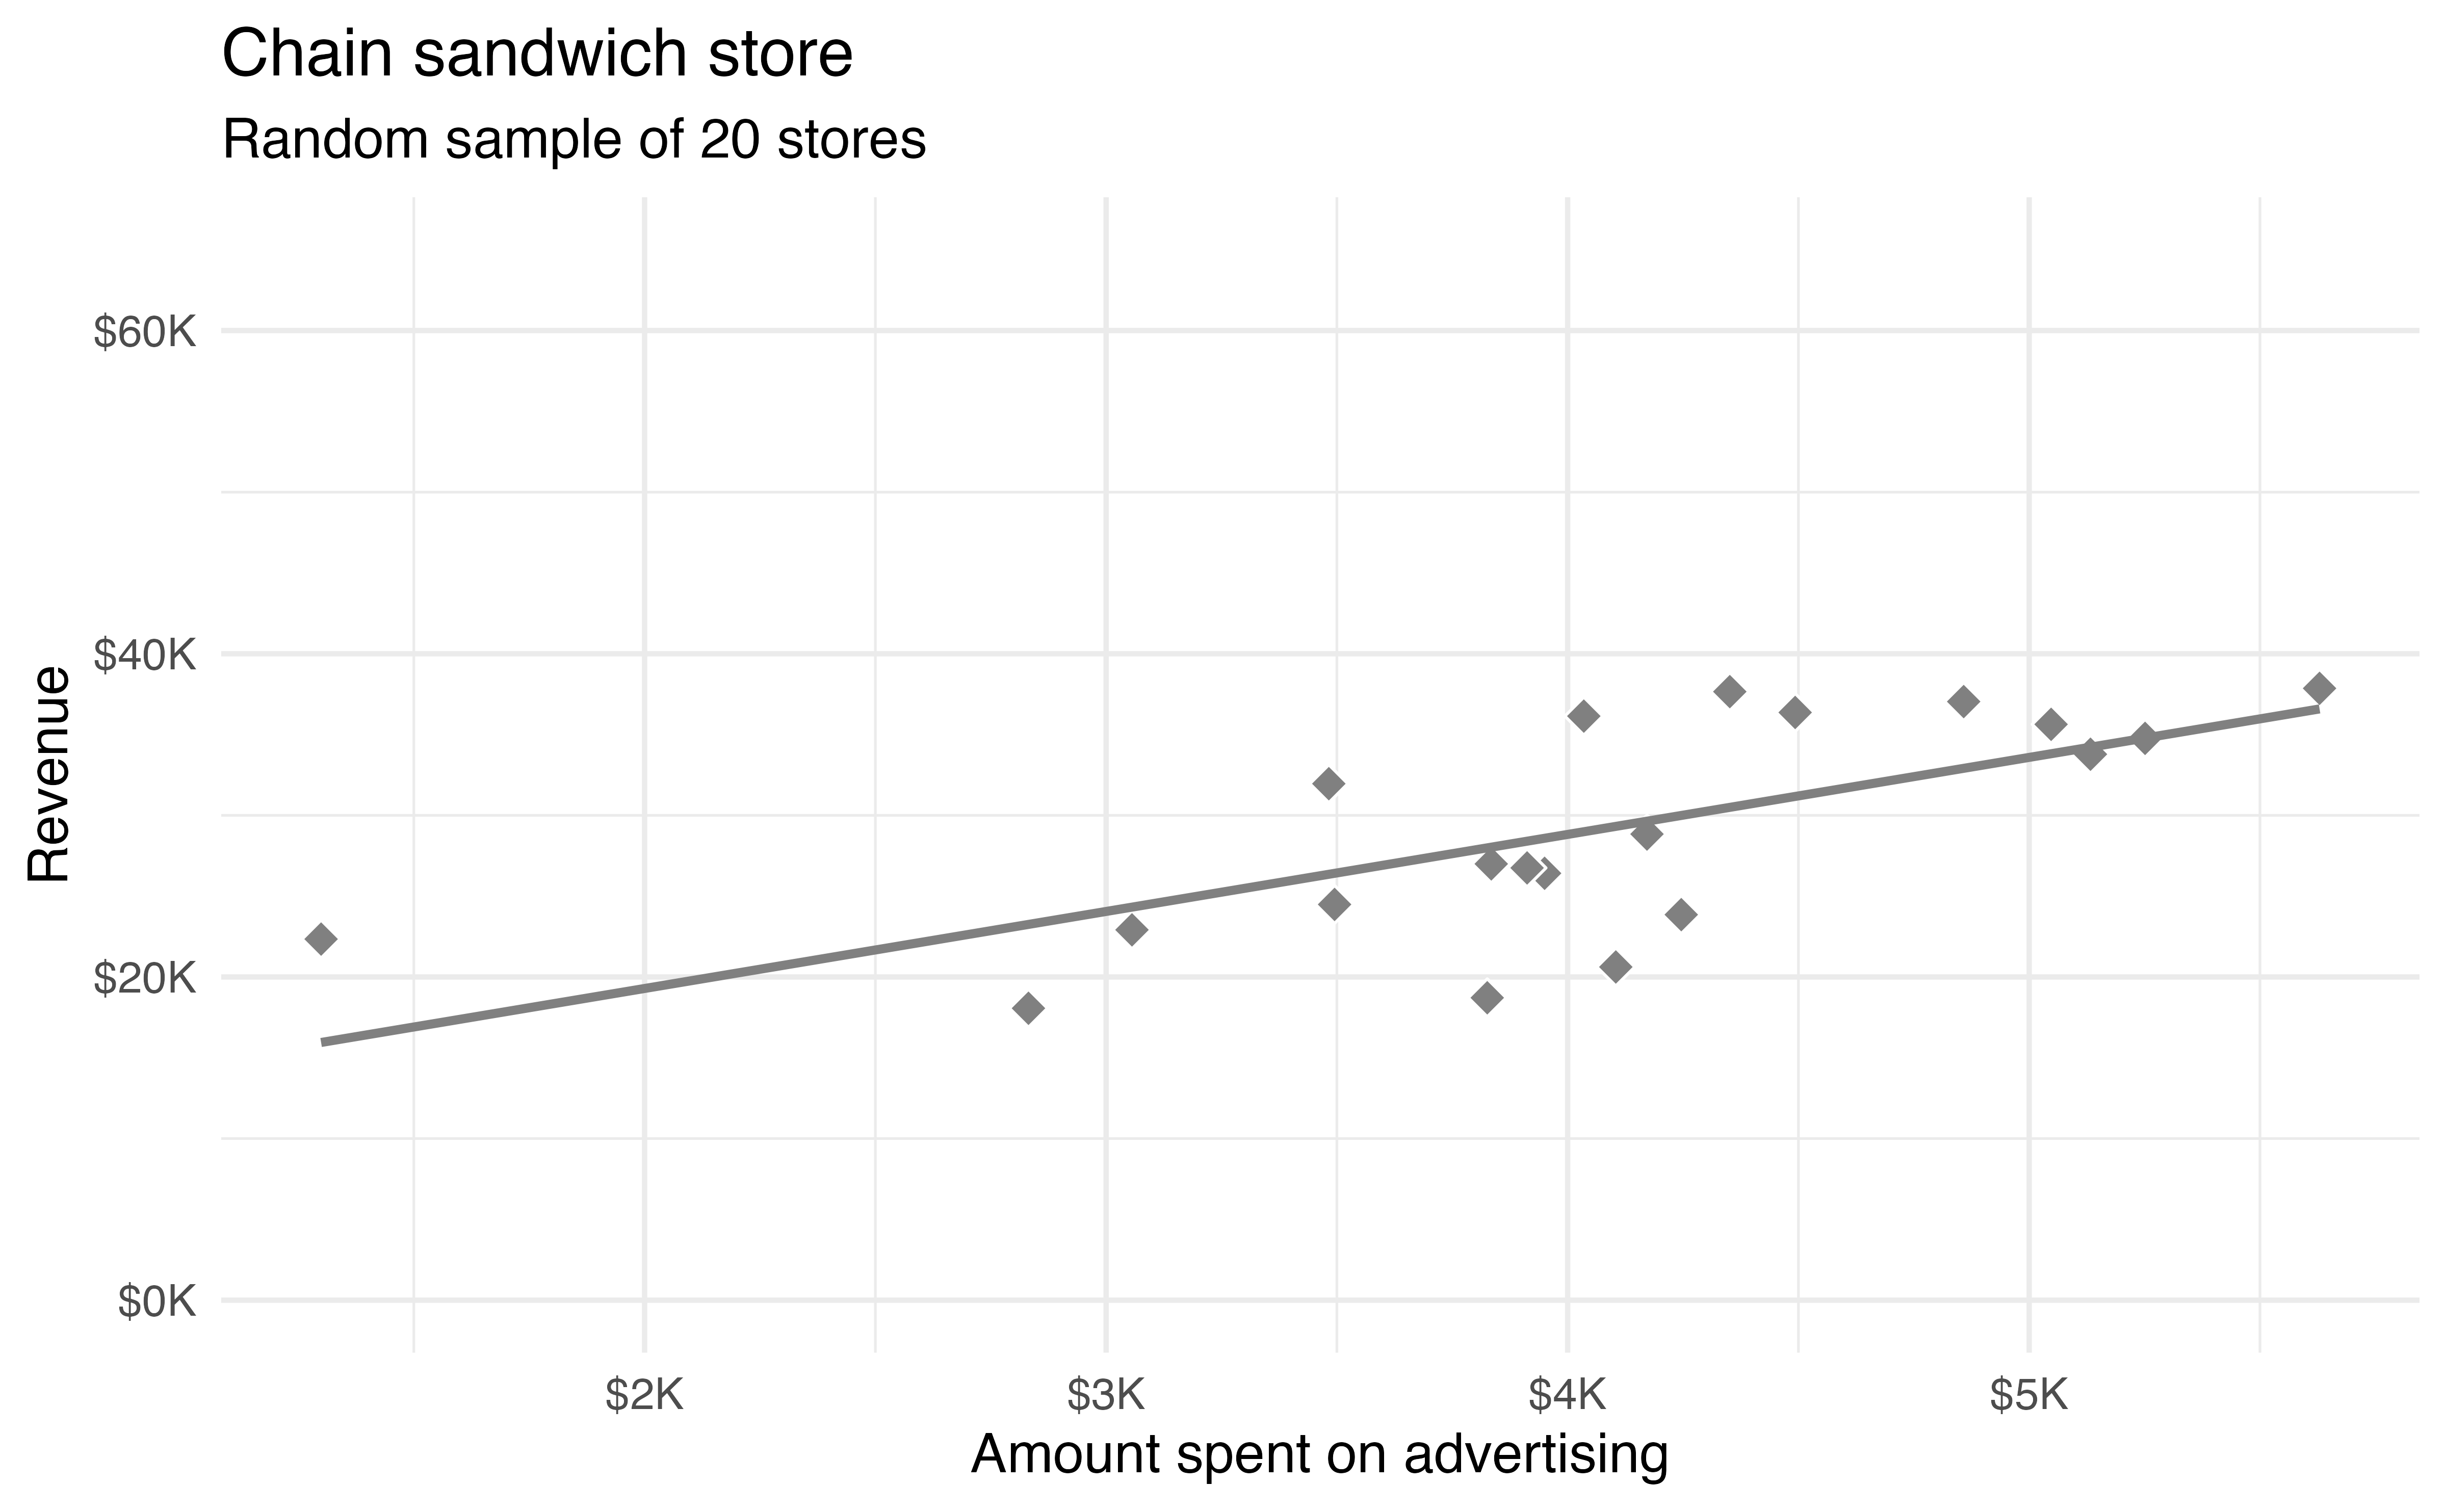 Chain sandwich store
Random sample of 20 stores
$60K
$40K
$20K
$0K
Revenue
$2K $3K $4K $5K
Amount spent on advertising